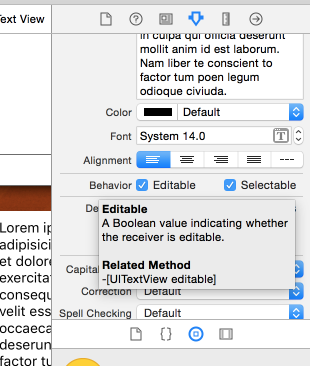 Text View
in culpa qui officia deserunt
mollit anim id est laborum.
Nam liber te conscient to
factor tum poen legum
odioque civiuda.
Color Default
Font System 14.0 T
Alignment ---
Behavior Editable Selectable
Editable
A Boolean value indicating whether
the receiver is editable.
Related Method
-[UITextView editable]
Correction Default
Spell Checking Default
Lorem ip
adipisici
et dolore
exercitat
consequ
velit ess
occaeca
deserun
factor tu